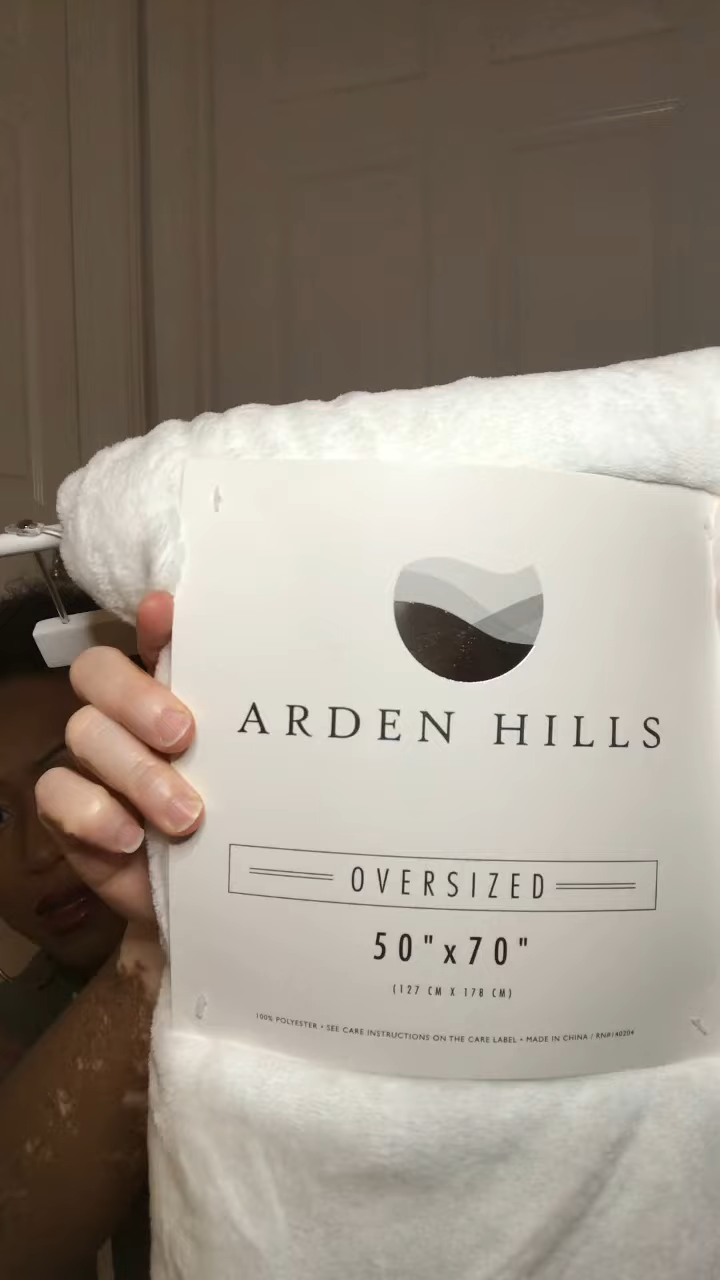 ARDEN HILLS
OVERSIZED
50"x70"
(127 CM X 178 CM)
100% POLYESTER • SEE CARE INSTRUCTIONS ON THE CARE LABEL • MADE IN CHINA / RN#140204